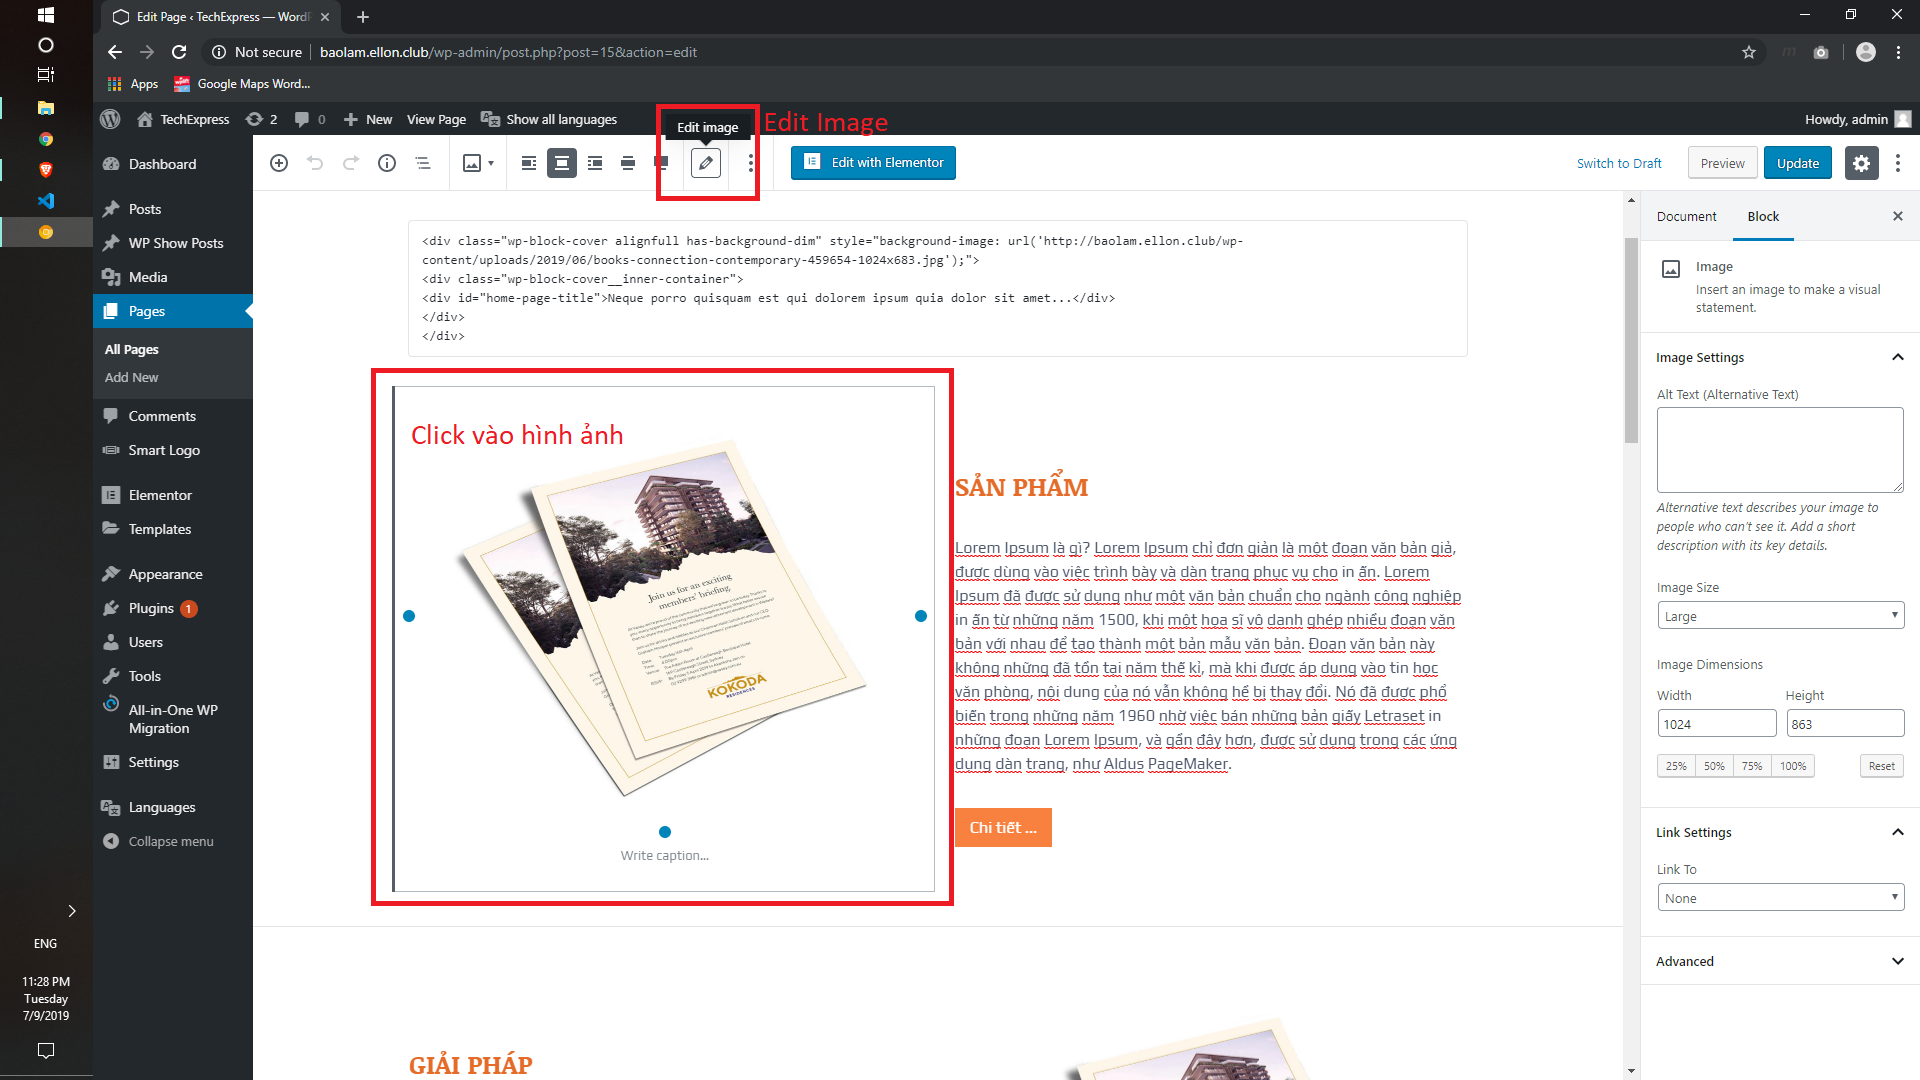 Edit Page ‹ TechExpress — WordP
Not secure
baolam.ellon.club/wp-admin/post.php?post=15&action=edit
Apps
Google Maps Word...
TechExpress
2
0
New
View Page
Show all languages
Edit image
Edit Image
Howdy, admin
Edit with Elementor
Switch to Draft
Preview
Update
Dashboard
Posts
WP Show Posts
Media
Pages
All Pages
Add New
Comments
Smart Logo
Elementor
Templates
Appearance
Plugins 1
Users
Tools
All-in-One WP
Migration
Settings
Languages
Collapse menu
ENG
11:28 PM
Tuesday
7/9/2019
<div class="wp-block-cover alignfull has-background-dim" style="background-image: url('http://baolam.ellon.club/wp-
content/uploads/2019/06/books-connection-contemporary-459654-1024x683.jpg');">
<div class="wp-block-cover__inner-container">
<div id="home-page-title">Neque porro quisquam est qui dolorem ipsum quia dolor sit amet...</div>
</div>
</div>
Click vào hình ảnh
Join us for an exciting
members' briefing.
KOKODA
RESIDENCES
Write caption...
SẢN PHẨM
Lorem Ipsum là gì? Lorem Ipsum chỉ đơn giản là một đoạn văn bản giả,
được dùng vào việc trình bày và dàn trang phục vụ cho in ấn. Lorem
Ipsum đã được sử dụng như một văn bản chuẩn cho ngành công nghiệp
in ấn từ những năm 1500, khi một họa sĩ vô danh ghép nhiều đoạn văn
bản với nhau để tạo thành một bản mẫu văn bản. Đoạn văn bản này
không những đã tồn tại năm thế kỉ, mà khi được áp dụng vào tin học
văn phòng, nội dung của nó vẫn không hề bị thay đổi. Nó đã được phổ
biến trong những năm 1960 nhờ việc bán những bản giấy Letraset in
những đoạn Lorem Ipsum, và gần đây hơn, được sử dụng trong các ứng
dụng dàn trang, như Aldus PageMaker.
Chi tiết ...
GIẢI PHÁP
Document
Block
Image
Insert an image to make a visual
statement.
Image Settings
Alt Text (Alternative Text)
Alternative text describes your image to
people who can't see it. Add a short
description with its key details.
Image Size
Large
Image Dimensions
Width
Height
1024
863
25%
50%
75%
100%
Reset
Link Settings
Link To
None
Advanced